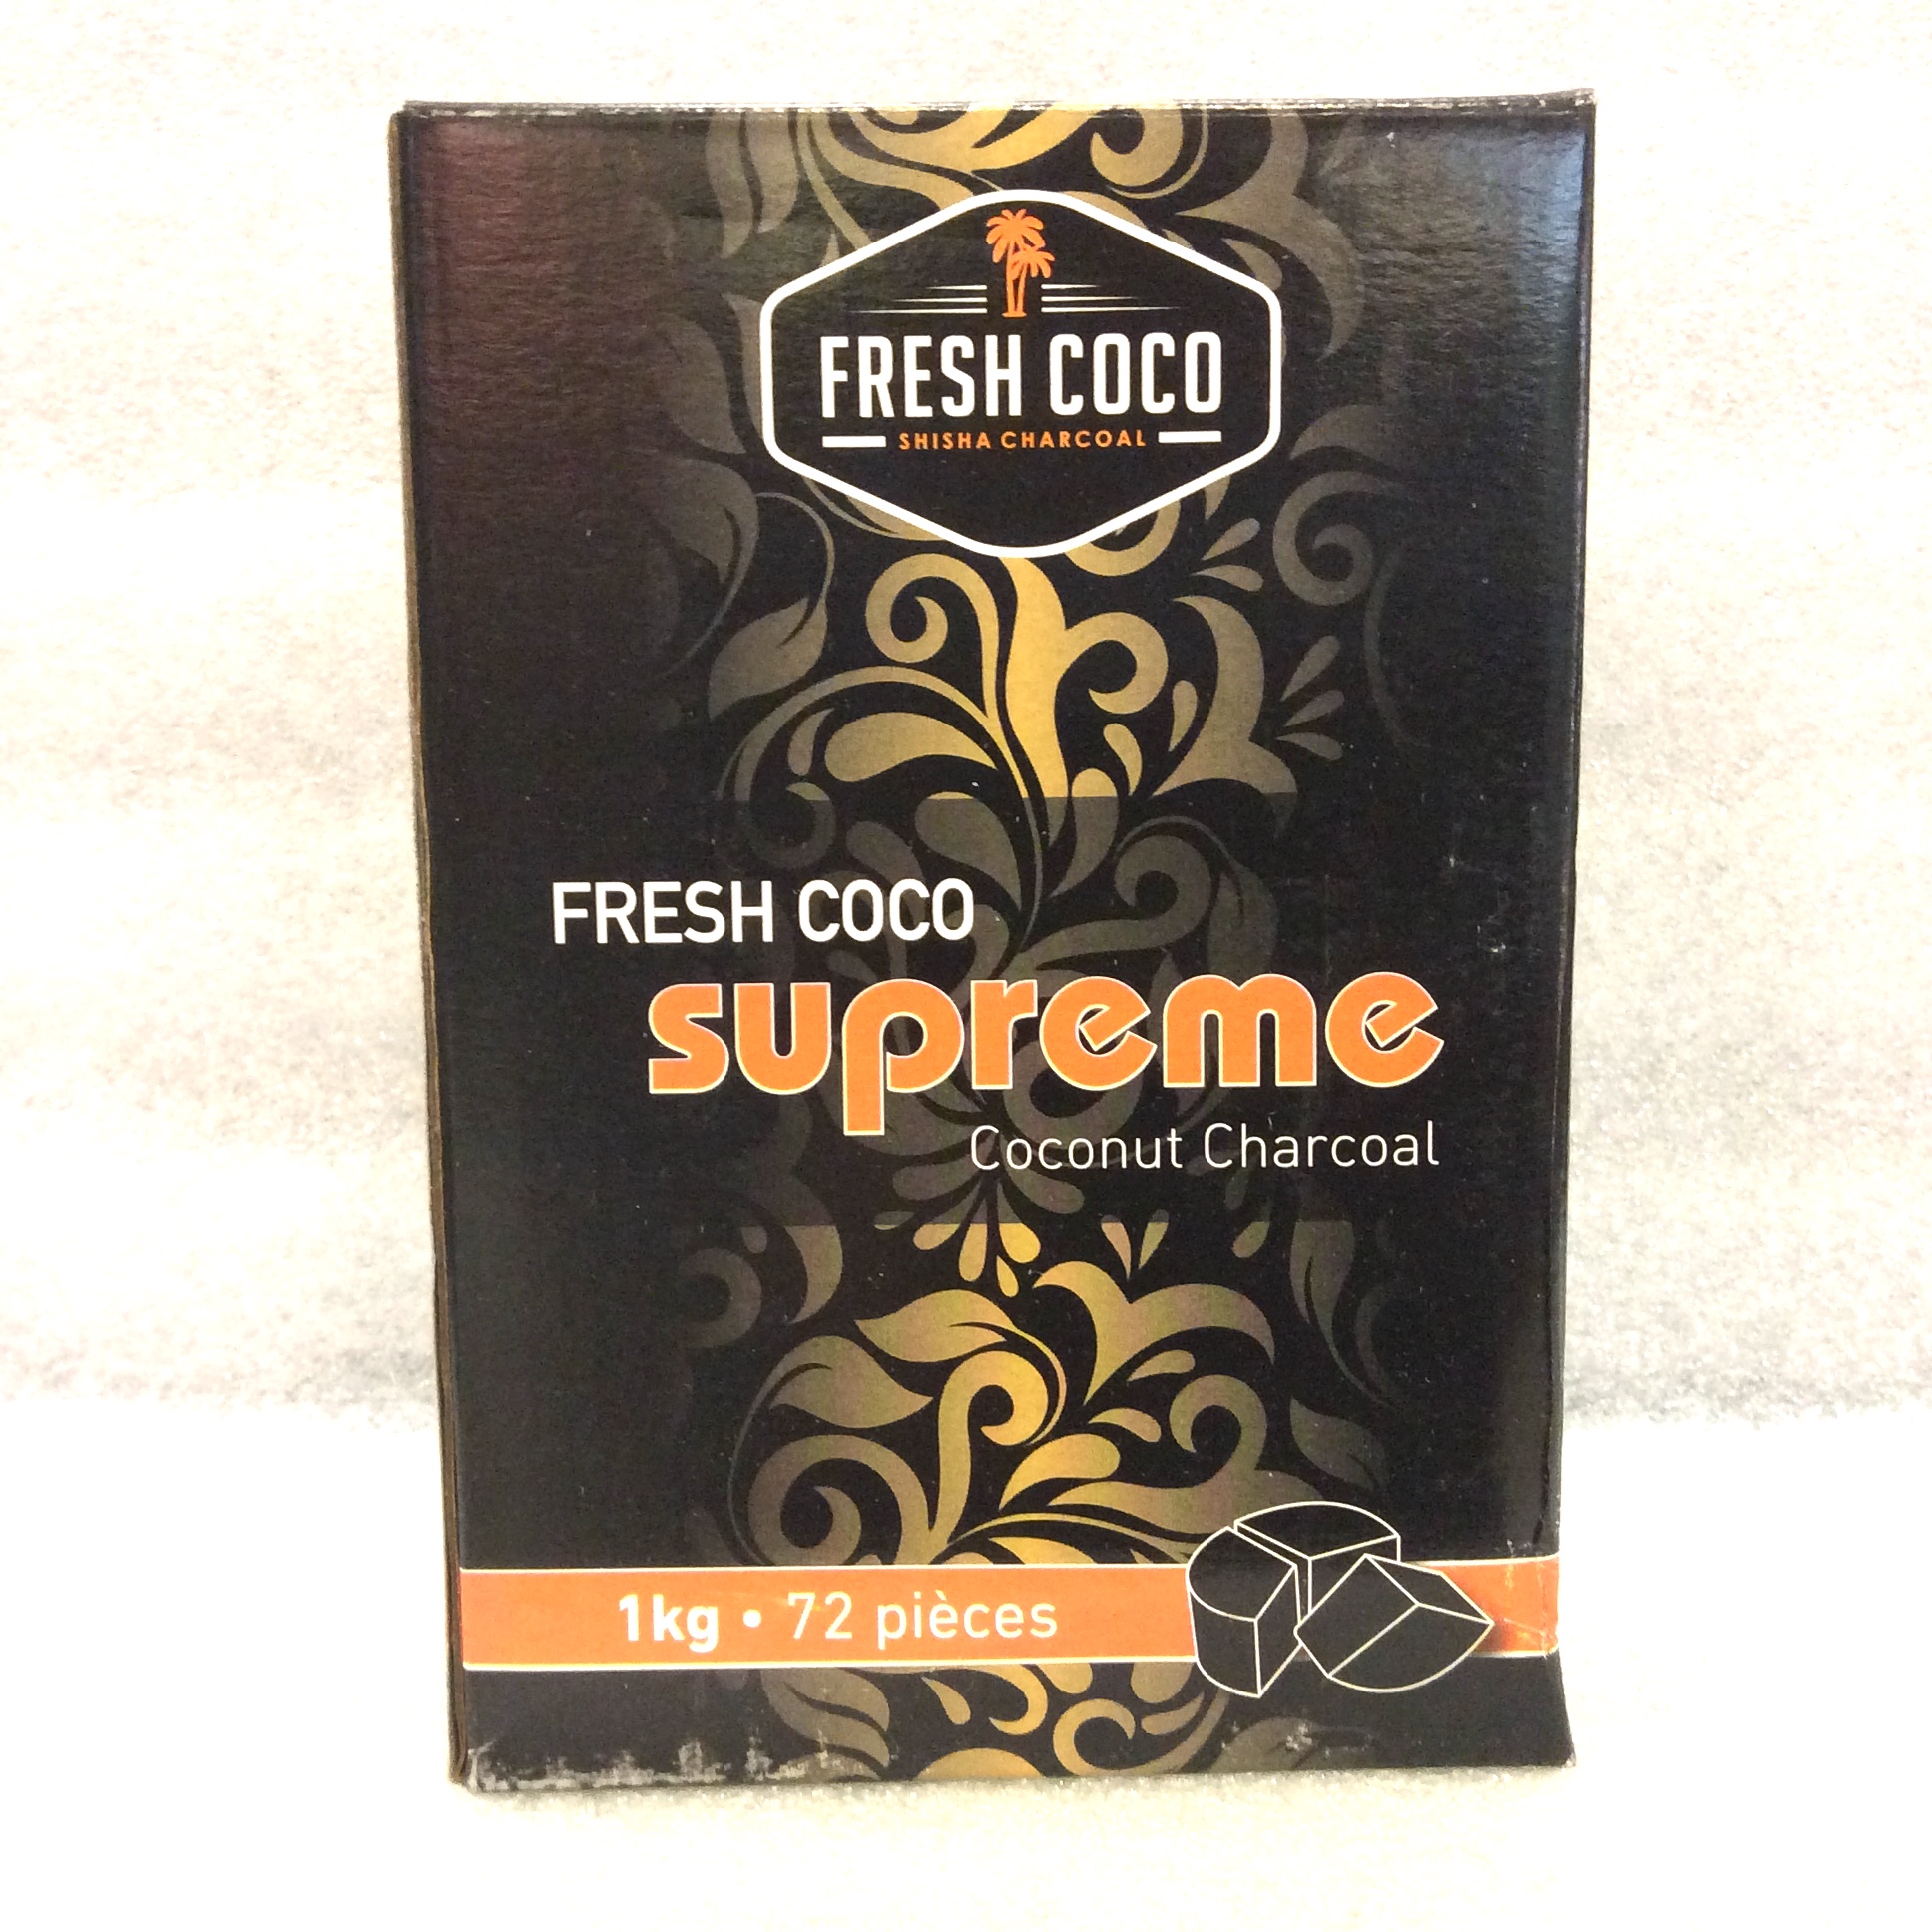 FRESH COCO
SHISHA CHARCOAL
FRESH COCO
supreme
Coconut Charcoal
1kg • 72 pièces